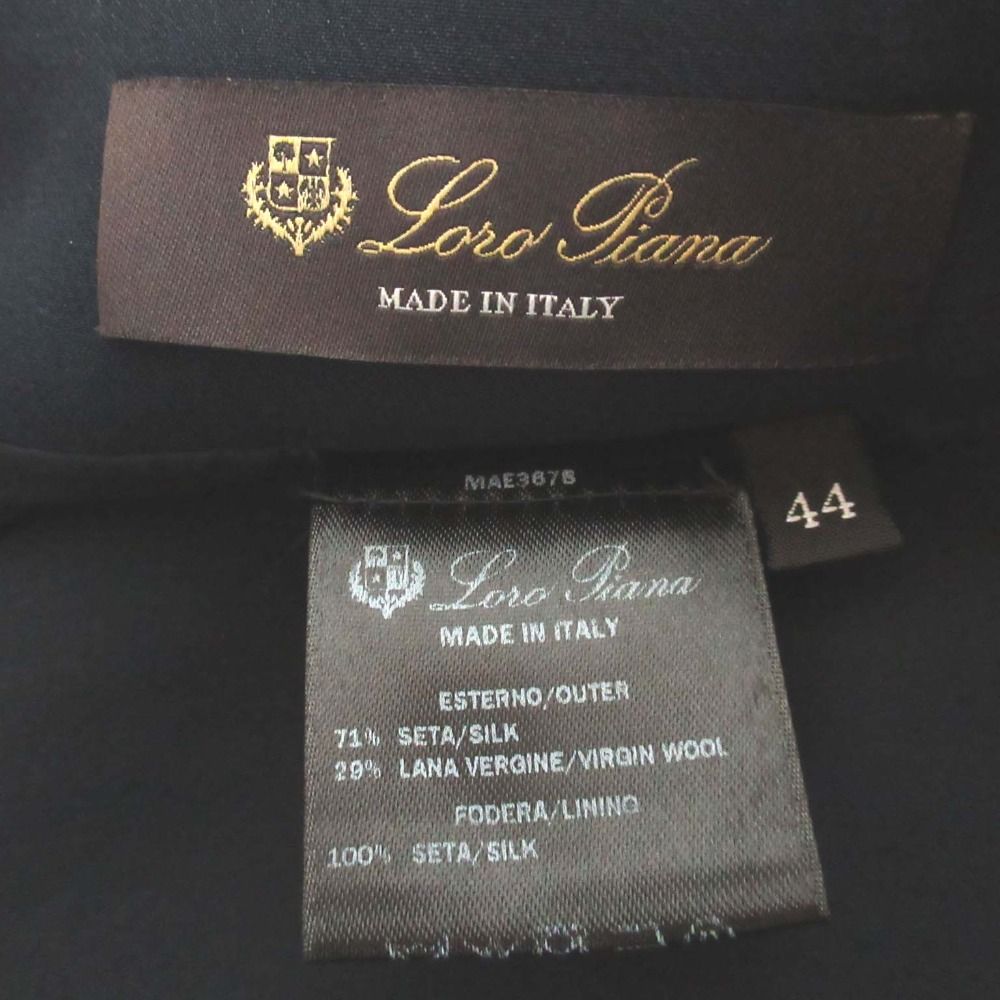 Loro Piana
MADE IN ITALY
44
Loro Piana
MADE IN ITALY
ESTERNO/OUTER
71% SETA/SILK
29% LANA VERGINE/VIRGIN WOOL
FODERA/LINING
100% SETA/SILK